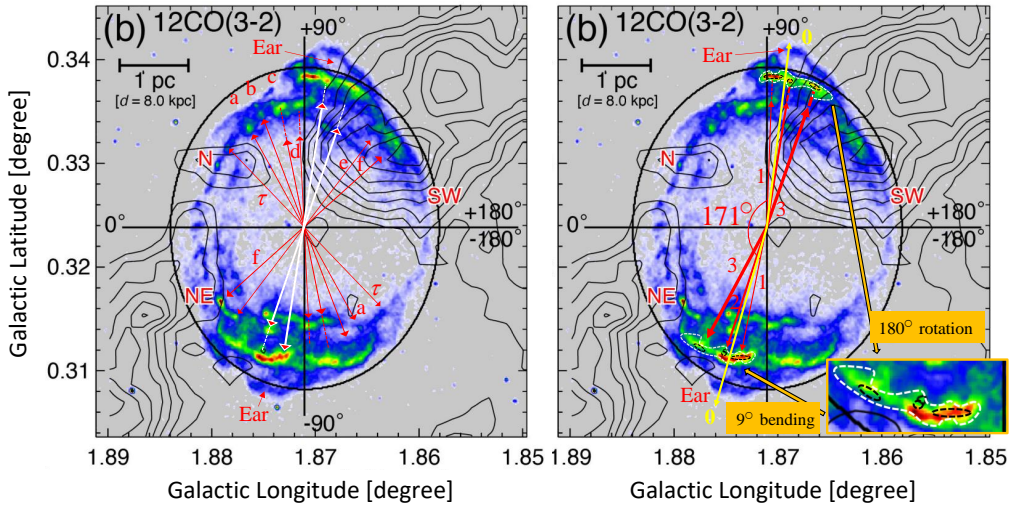 (b) 12CO(3-2)
+90°
Ear
1 pc
[d = 8.0 kpc]
a
b
c
d
e
f
N
τ
SW
0°
+180°
-180°
f
NE
τ
a
Ear
-90°
0.34
0.33
0.32
0.31
Galactic Latitude [degree]
1.89
1.88
1.87
1.86
1.85
Galactic Longitude [degree]
(b) 12CO(3-2)
+90°
0
Ear
1 pc
[d = 8.0 kpc]
N
1
3
SW
171°
0°
+180°
-180°
3
1
NE
180° rotation
S
Ear
0
9° bending
1.89
1.88
1.87
1.86
1.85
Galactic Longitude [degree]